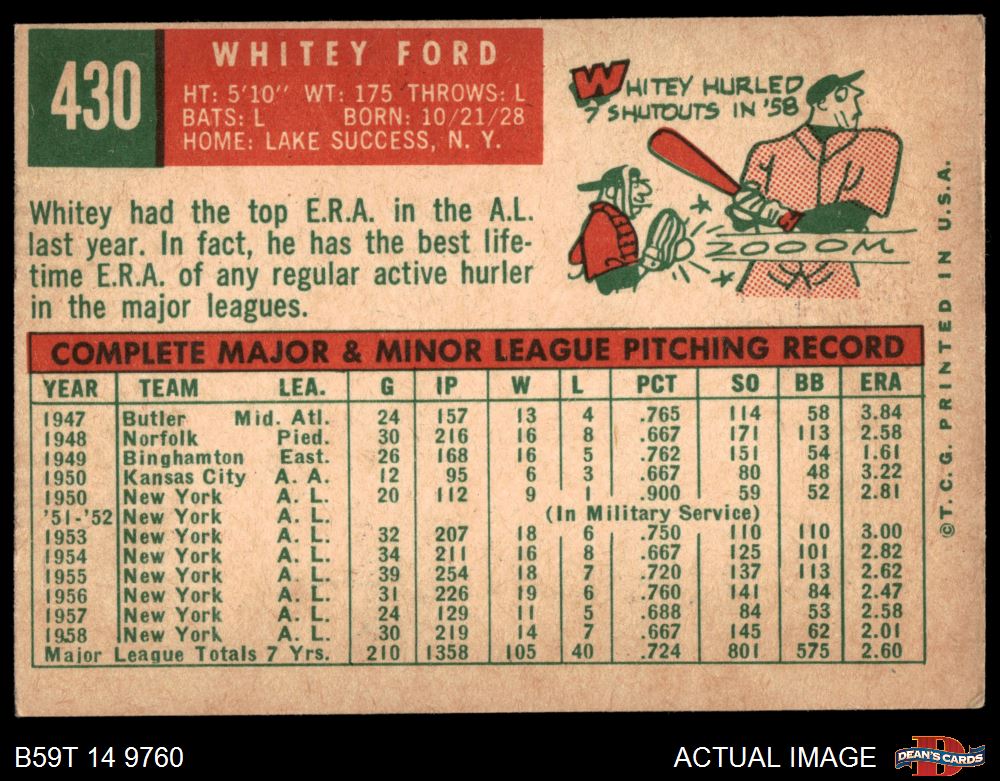 430
WHITEY FORD
HT: 5'10" WT: 175 THROWS: L
BATS: L BORN: 10/21/28
HOME: LAKE SUCCESS, N. Y.
WHITEY HURLED
7 SHUTOUTS IN '58
ZOOOOM
Whitey had the top E.R.A. in the A.L.
last year. In fact, he has the best life-
time E.R.A. of any regular active hurler
in the major leagues.
COMPLETE MAJOR & MINOR LEAGUE PITCHING RECORD
YEAR TEAM LEA. G IP W L PCT SO BB ERA
1947 Butler Mid. Atl. 24 157 13 4 .765 114 58 3.84
1948 Norfolk Pied. 30 216 16 8 .667 171 113 2.58
1949 Binghamton East. 26 168 16 5 .762 151 54 1.61
1950 Kansas City A. A. 12 95 6 3 .667 80 48 3.22
1950 New York A. L. 20 112 9 1 .900 59 52 2.81
'51-'52 New York A. L. (In Military Service)
1953 New York A. L. 32 207 18 6 .750 110 110 3.00
1954 New York A. L. 34 211 16 8 .667 125 101 2.82
1955 New York A. L. 39 254 18 7 .720 137 113 2.62
1956 New York A. L. 31 226 19 6 .760 141 84 2.47
1957 New York A. L. 24 129 11 5 .688 84 53 2.58
1958 New York A. L. 30 219 14 7 .667 145 62 2.01
Major League Totals 7 Yrs. 210 1358 105 40 .724 801 575 2.60
©T.C.G. PRINTED IN U.S.A.
B59T 14 9760
ACTUAL IMAGE
DEAN'S CARDS